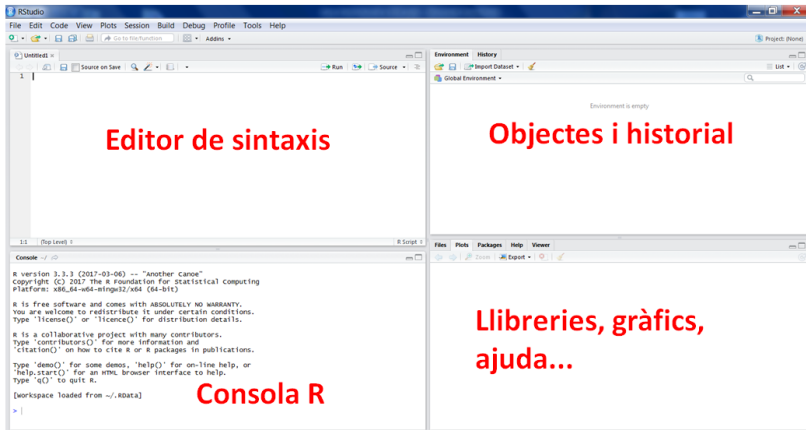 RStudio
File Edit Code View Plots Session Build Debug Profile Tools Help
Go to file/function Addins Project: (None)
Untitled1
Source on Save Run Source
1
Editor de sintaxis
1:1 (Top Level) R Script
Environment History
Import Dataset List
Global Environment
Environment is empty
Objectes i historial
Console ~/
R version 3.3.3 (2017-03-06) -- "Another Canoe"
Copyright (C) 2017 The R Foundation for Statistical Computing
Platform: x86_64-w64-mingw32/x64 (64-bit)
R is free software and comes with ABSOLUTELY NO WARRANTY.
You are welcome to redistribute it under certain conditions.
Type 'license()' or 'licence()' for distribution details.
R is a collaborative project with many contributors.
Type 'contributors()' for more information and
'citation()' on how to cite R or R packages in publications.
Type 'demo()' for some demos, 'help()' for on-line help, or
'help.start()' for an HTML browser interface to help.
Type 'q()' to quit R.
[Workspace loaded from ~/.RData]
>
Consola R
Files Plots Packages Help Viewer
Zoom Export
Llibreries, gràfics,
ajuda...